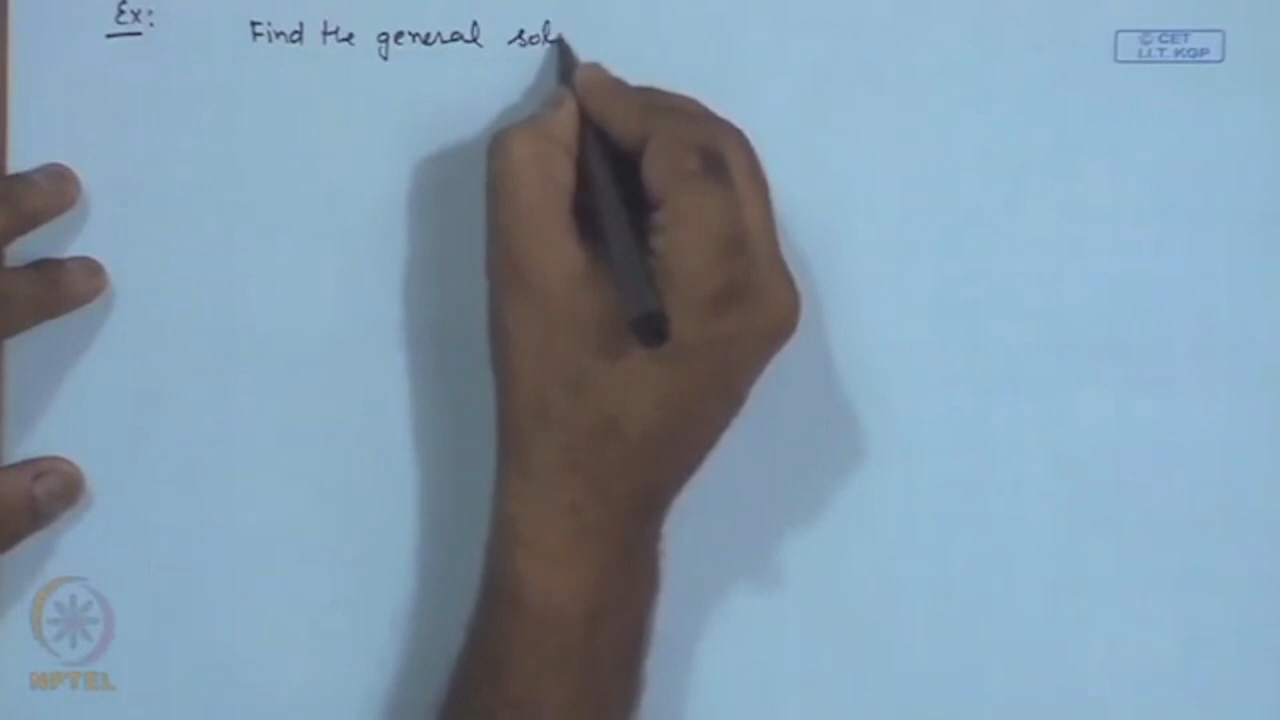 Ex: Find the general sol
© CET
I.I.T. KGP
NPTEL